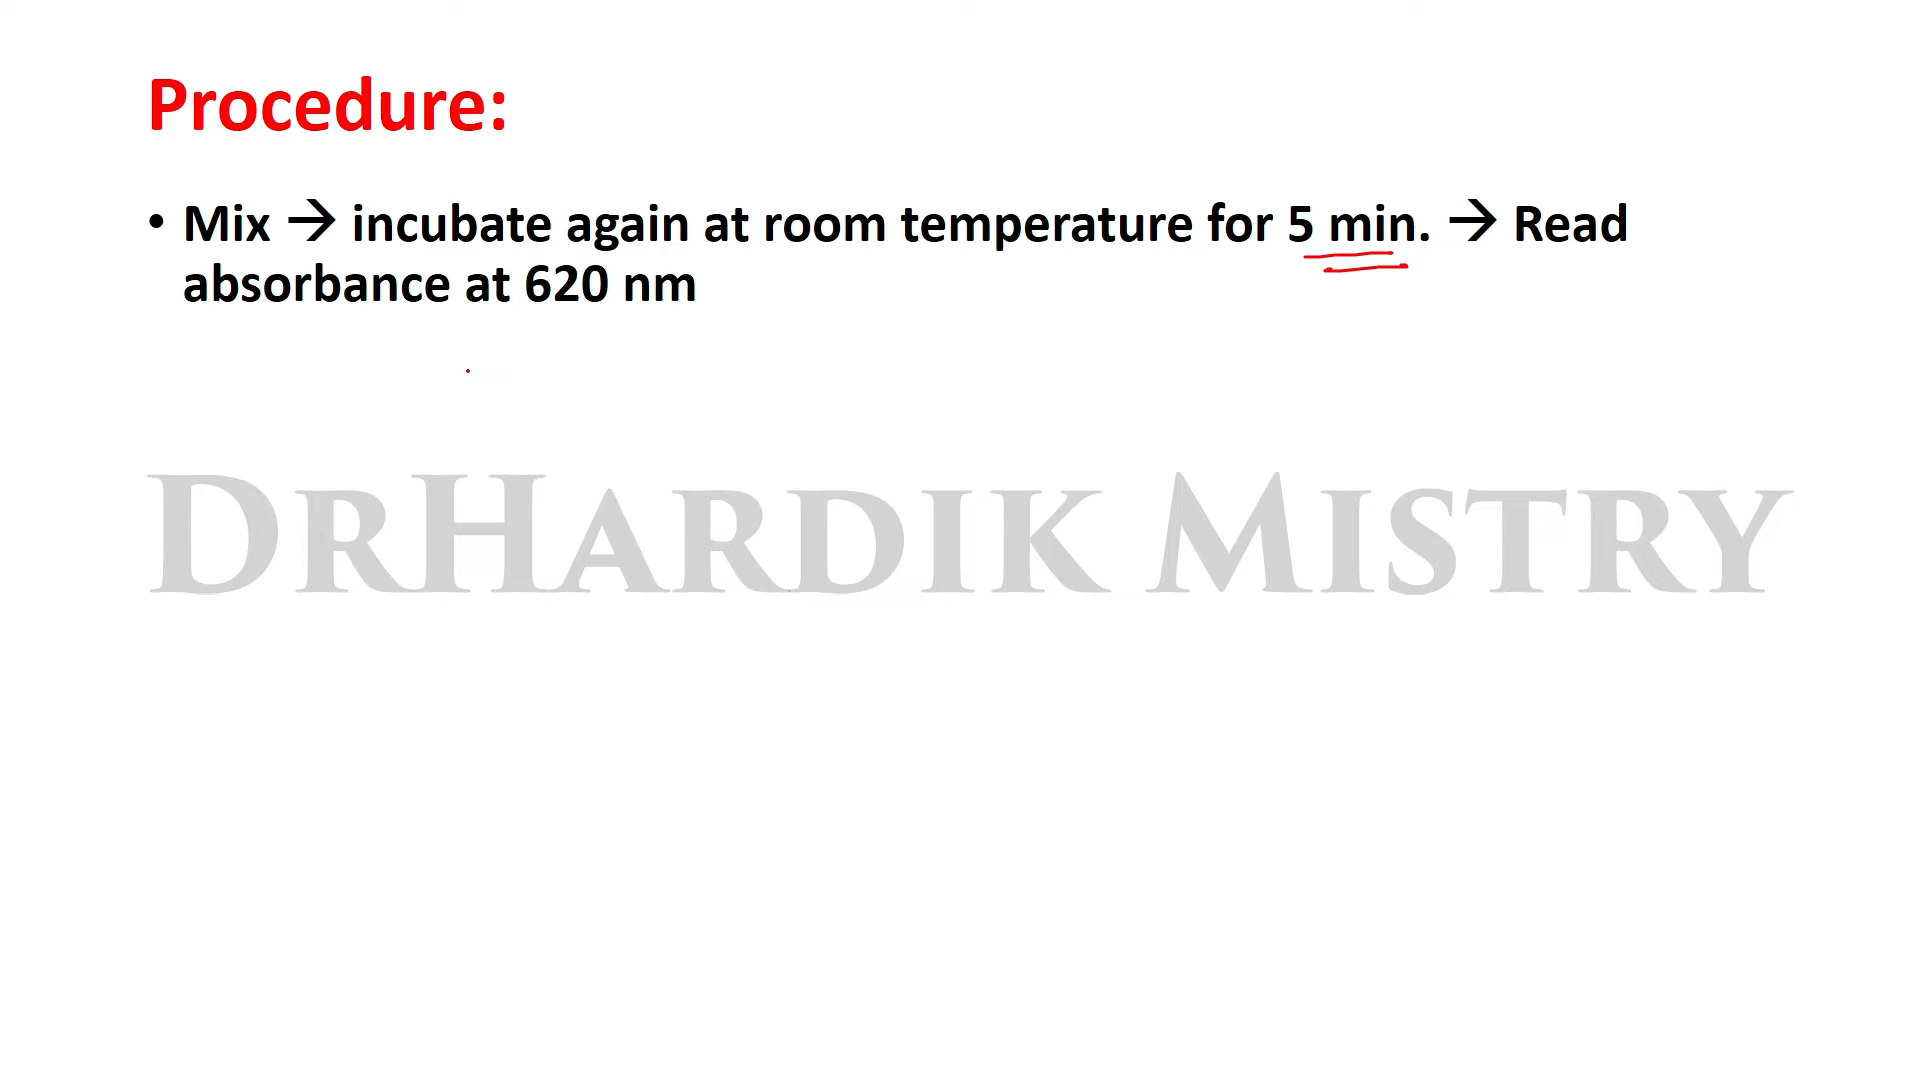 Procedure:
• Mix → incubate again at room temperature for 5 min. → Read
absorbance at 620 nm
DrHardik Mistry